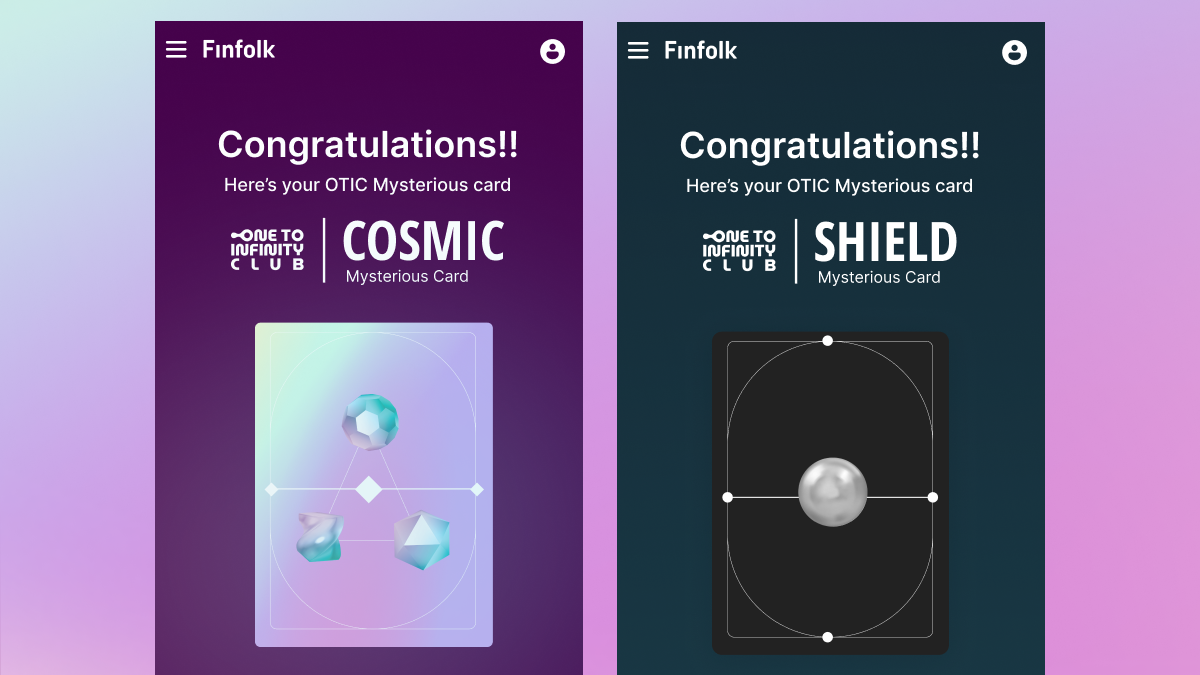 Finfolk
Congratulations!!
Here’s your OTIC Mysterious card
ONE TO
INFINITY
CLUB
COSMIC
Mysterious Card
Finfolk
Congratulations!!
Here’s your OTIC Mysterious card
ONE TO
INFINITY
CLUB
SHIELD
Mysterious Card